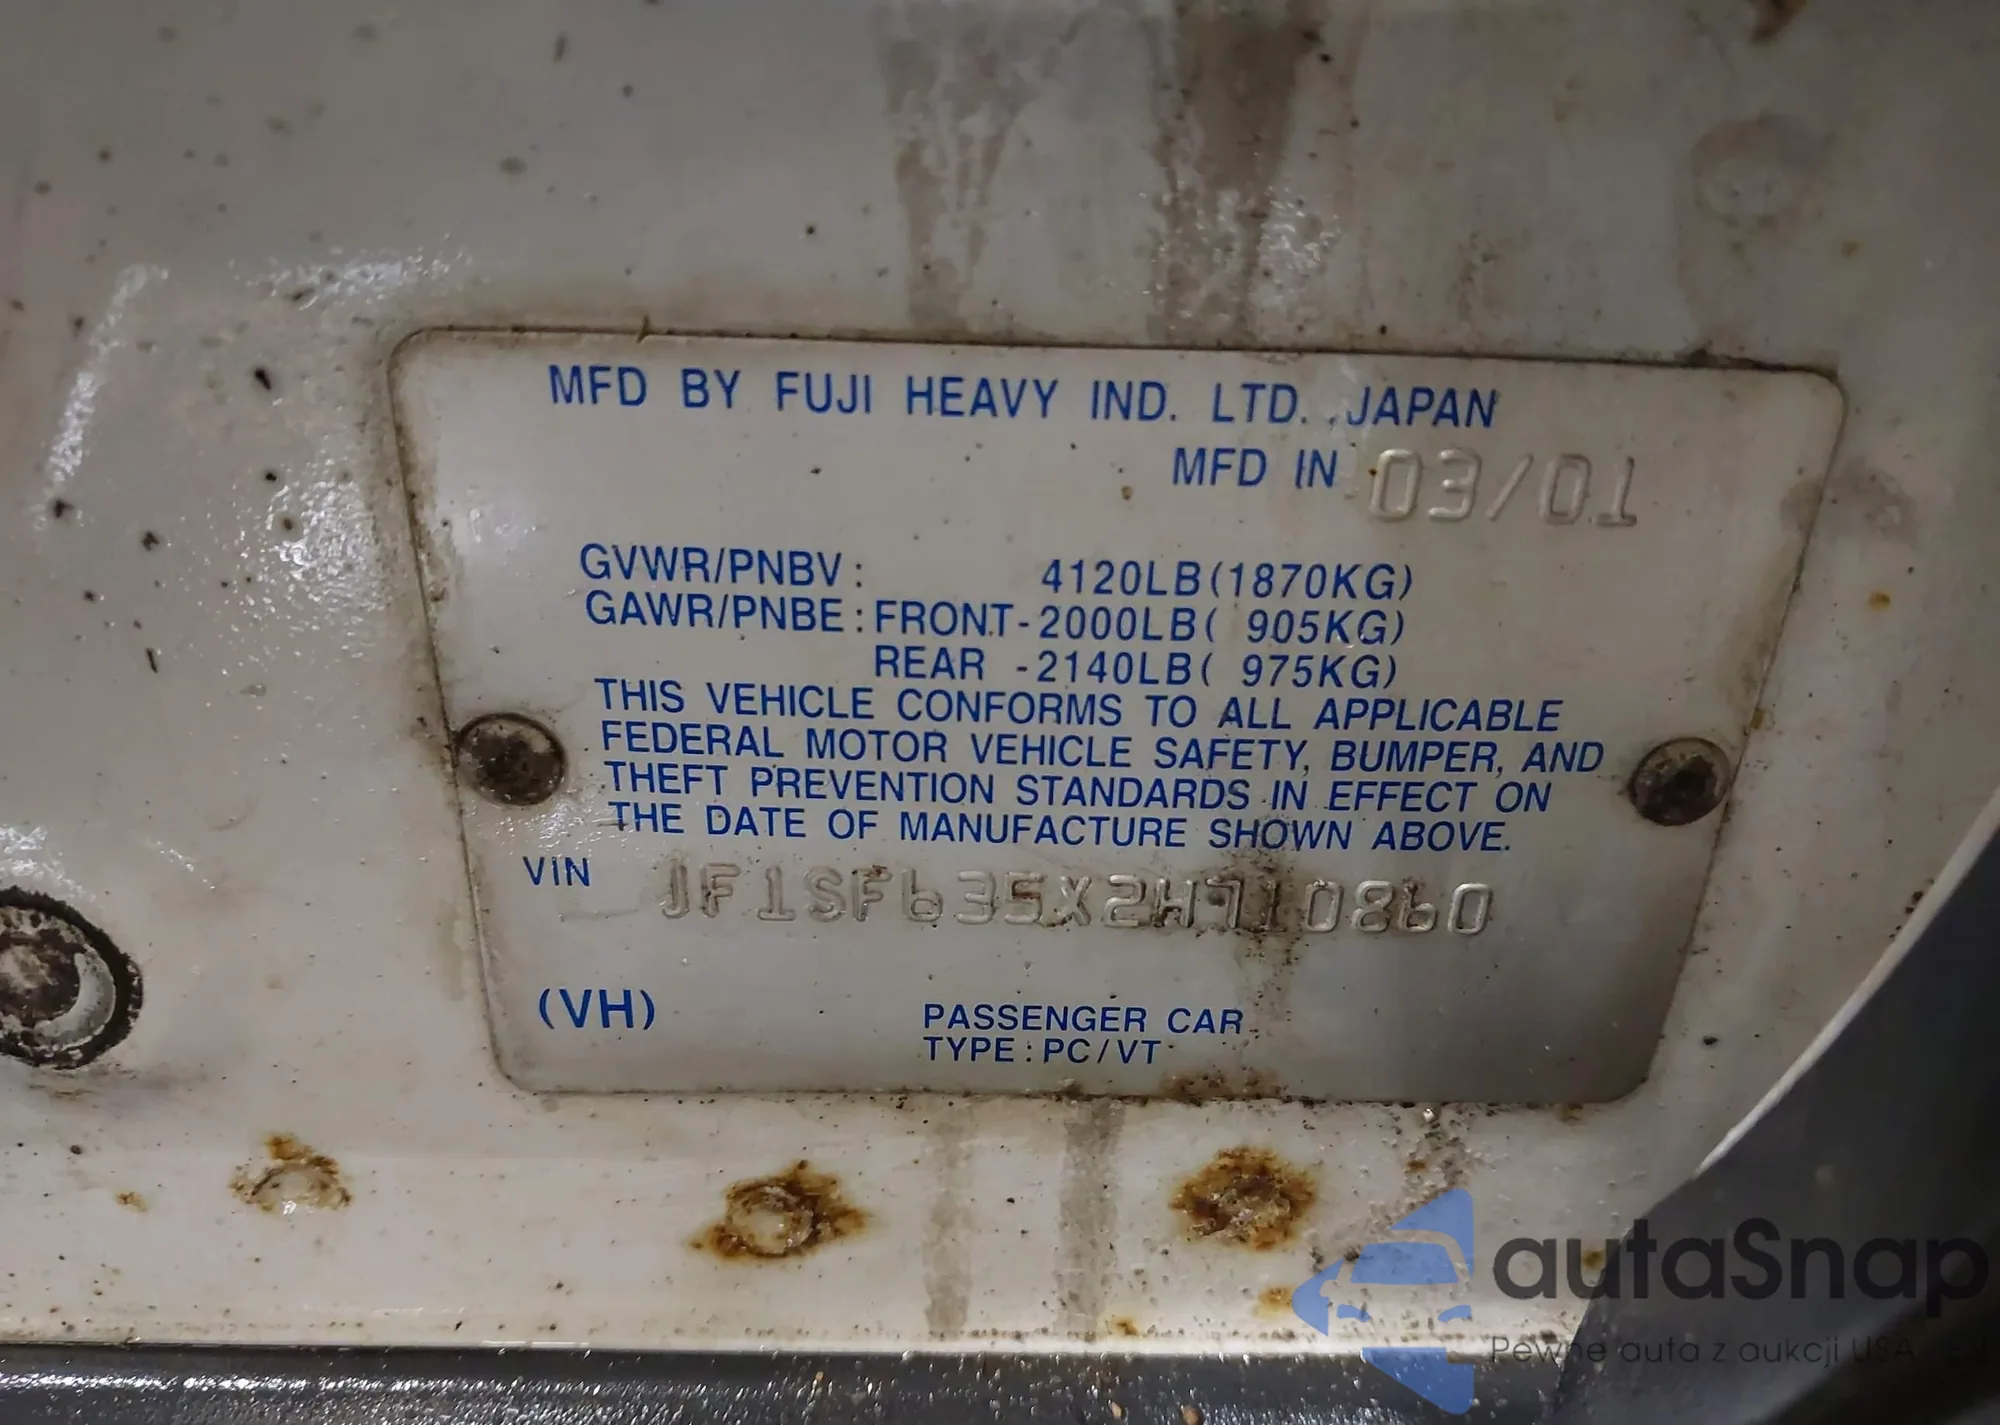 MFD BY FUJI HEAVY IND. LTD. ,JAPAN
MFD IN 03/01
GVWR/PNBV: 4120LB(1870KG)
GAWR/PNBE:FRONT-2000LB( 905KG)
REAR -2140LB( 975KG)
THIS VEHICLE CONFORMS TO ALL APPLICABLE
FEDERAL MOTOR VEHICLE SAFETY, BUMPER, AND
THEFT PREVENTION STANDARDS IN EFFECT ON
THE DATE OF MANUFACTURE SHOWN ABOVE.
VIN JF1SF635X2H710860
(VH) PASSENGER CAR
TYPE:PC/VT
autaSnap
Pewne auta z aukcji USA